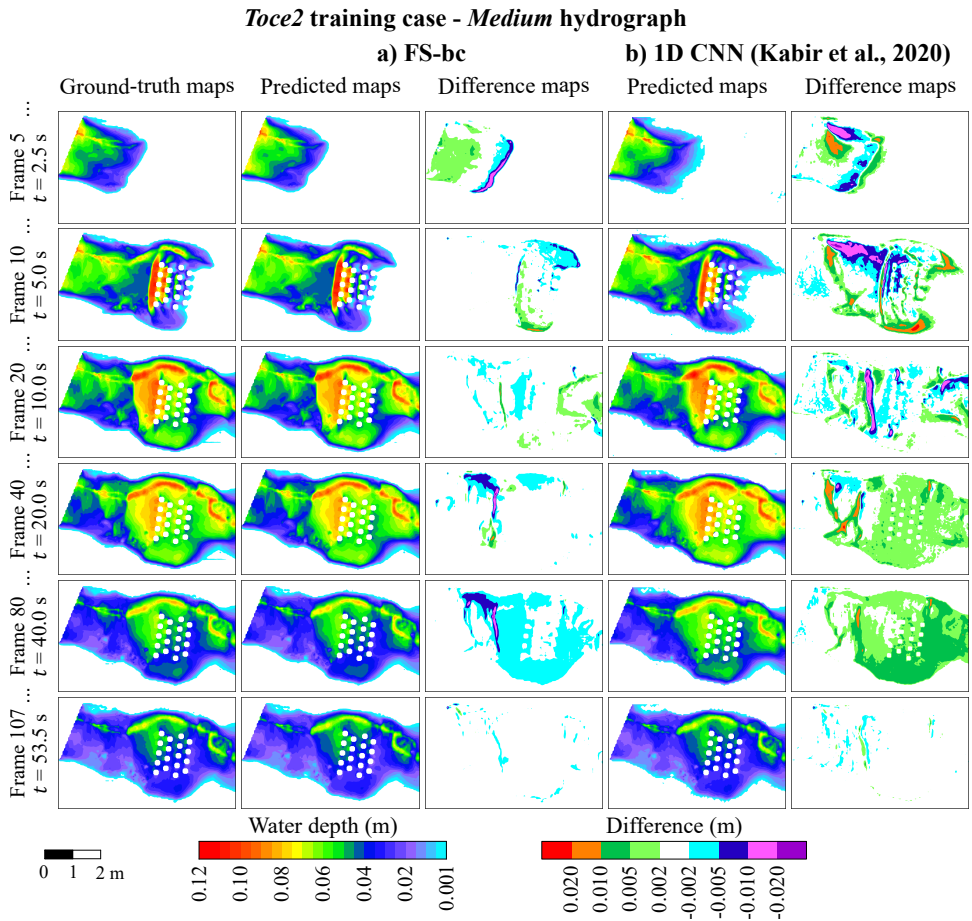 Toce2 training case - Medium hydrograph
a) FS-bc
b) 1D CNN (Kabir et al., 2020)
Ground-truth maps
Predicted maps
Difference maps
Predicted maps
Difference maps
...
Frame 5
t = 2.5 s
...
Frame 10
t = 5.0 s
...
Frame 20
t = 10.0 s
...
Frame 40
t = 20.0 s
...
Frame 80
t = 40.0 s
...
Frame 107
t = 53.5 s
Water depth (m)
Difference (m)
0 1 2 m
0.12
0.10
0.08
0.06
0.04
0.02
0.001
0.020
0.010
0.005
0.002
-0.002
-0.005
-0.010
-0.020